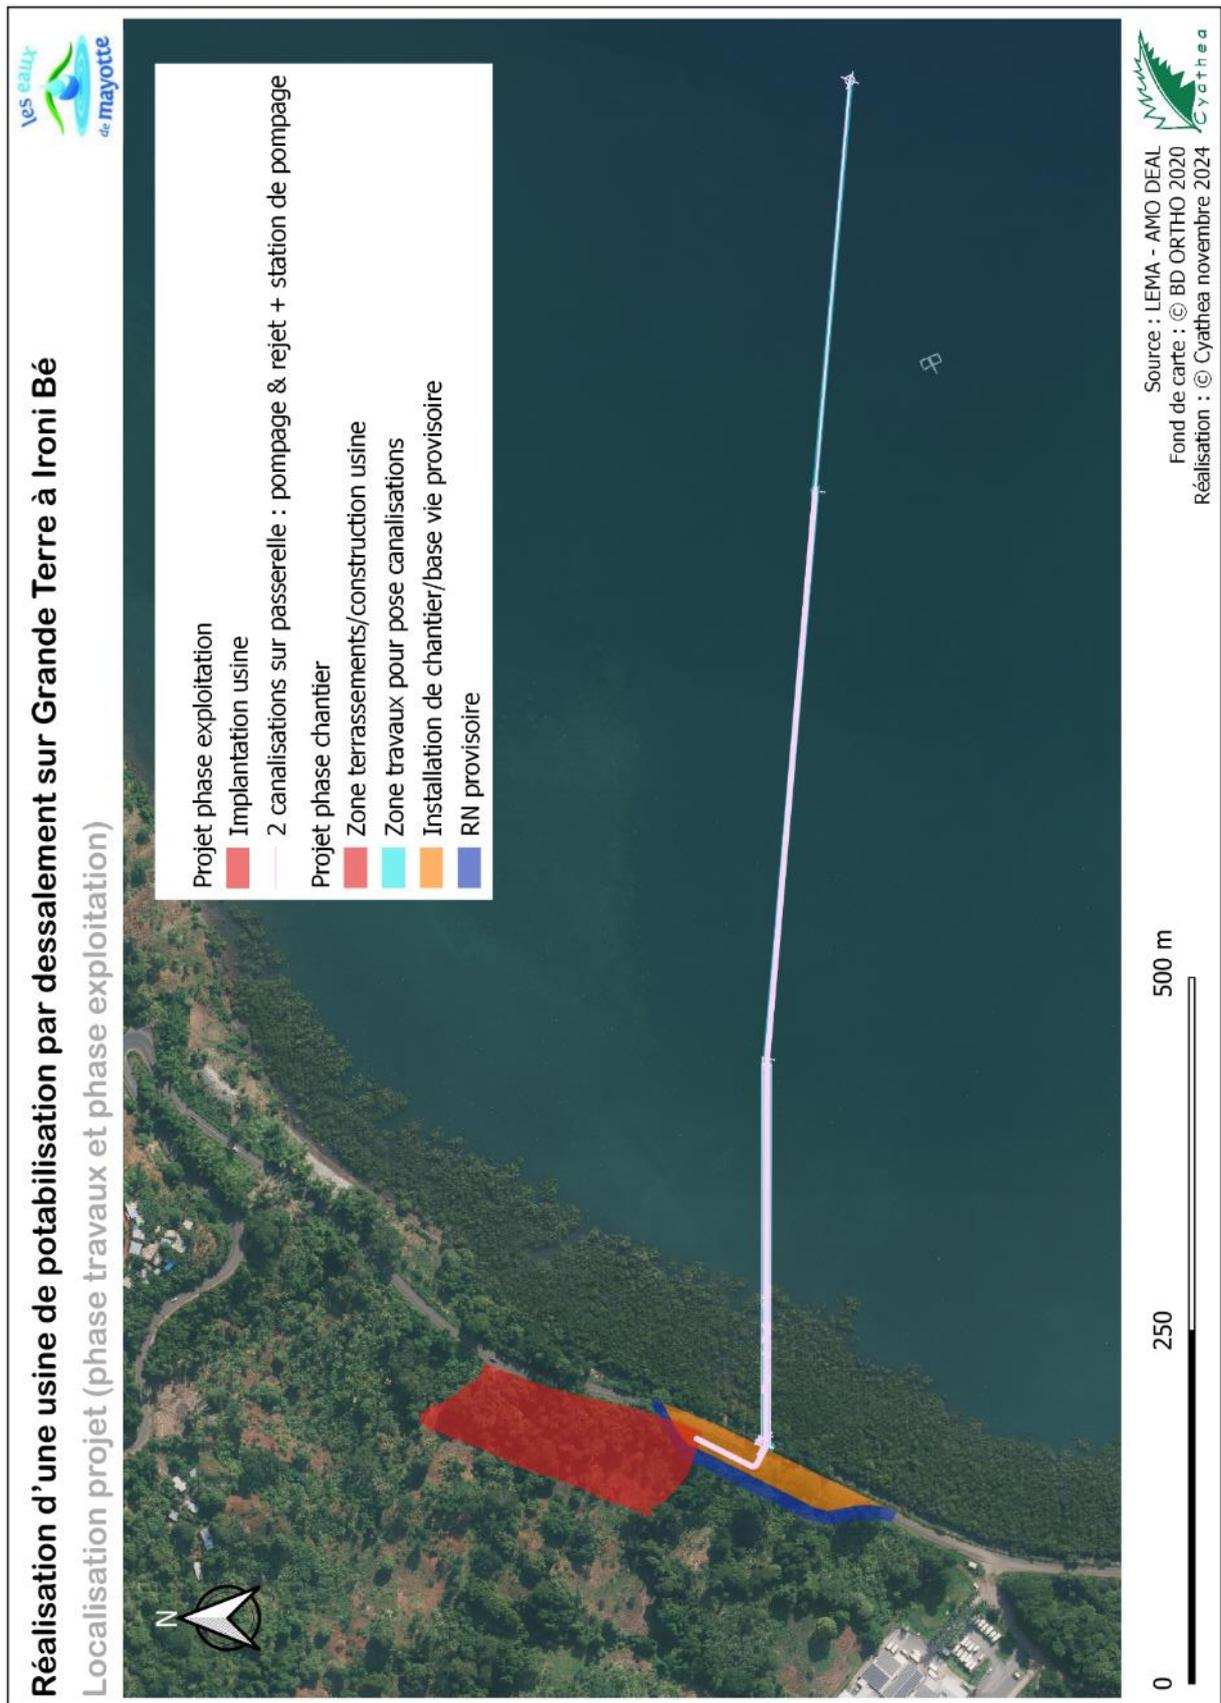 Réalisation d'une usine de potabilisation par dessalement sur Grande Terre à Ironi Bé
Localisation projet (phase travaux et phase exploitation)
les eaux
de mayotte
N
Projet phase exploitation
Implantation usine
2 canalisations sur passerelle : pompage & rejet + station de pompage
Projet phase chantier
Zone terrassements/construction usine
Zone travaux pour pose canalisations
Installation de chantier/base vie provisoire
RN provisoire
0
250
500 m
Source : LEMA - AMO DEAL
Fond de carte : © BD ORTHO 2020
Réalisation : © Cyathea novembre 2024
Cyathea